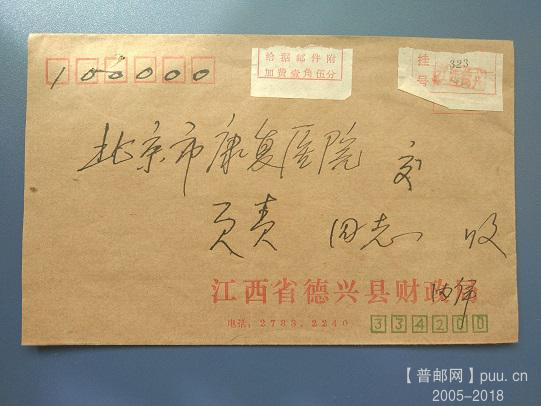 100000
给据邮件附
加费壹角伍分
挂
号
323
北京市康复医院 交
负责 同志 收
江西省德兴县财政局
电话:2783.2240
334200
【普邮网】puu.cn
2005-2018